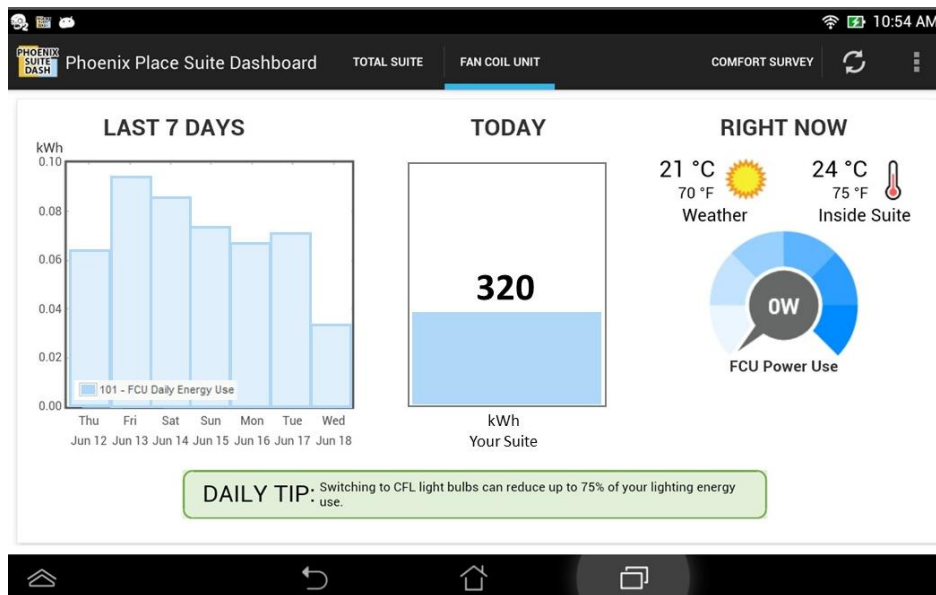 10:54 AM
PHOENIX
SUITE
DASH
Phoenix Place Suite Dashboard
TOTAL SUITE
FAN COIL UNIT
COMFORT SURVEY
LAST 7 DAYS
kWh
0.10
0.08
0.06
0.04
0.02
0.00
101 - FCU Daily Energy Use
Thu Fri Sat Sun Mon Tue Wed
Jun 12 Jun 13 Jun 14 Jun 15 Jun 16 Jun 17 Jun 18
TODAY
320
kWh
Your Suite
RIGHT NOW
21 °C
70 °F
Weather
24 °C
75 °F
Inside Suite
0W
FCU Power Use
DAILY TIP: Switching to CFL light bulbs can reduce up to 75% of your lighting energy
use.